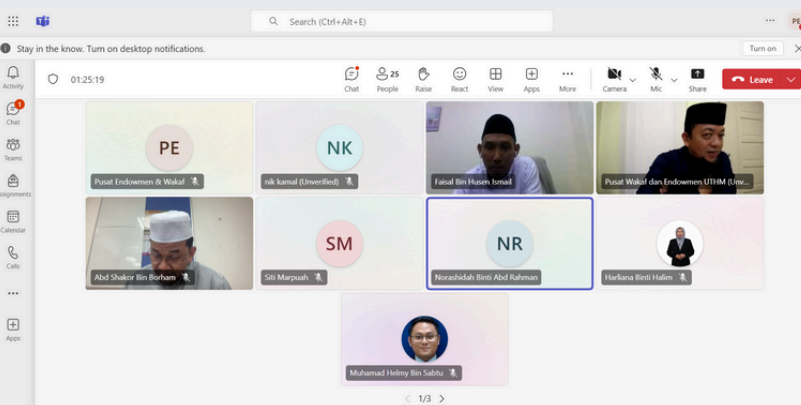 Search (Ctrl+Alt+E)
PE
Stay in the know. Turn on desktop notifications.
Turn on
01:25:19
25
Chat
People
Raise
React
View
Apps
More
Camera
Mic
Share
Leave
Activity
1
Chat
Teams
Calendar
Calls
Apps
PE
Pusat Endowmen & Wakaf
NK
nik kamal (Unverified)
Faisal Bin Husen Ismail
Pusat Wakaf dan Endowmen UTHM (Unv...
Abd Shakor Bin Borham
SM
Siti Marpuah
NR
Norashidah Binti Abd Rahman
Harliana Binti Halim
Muhamad Helmy Bin Sabtu
1/3